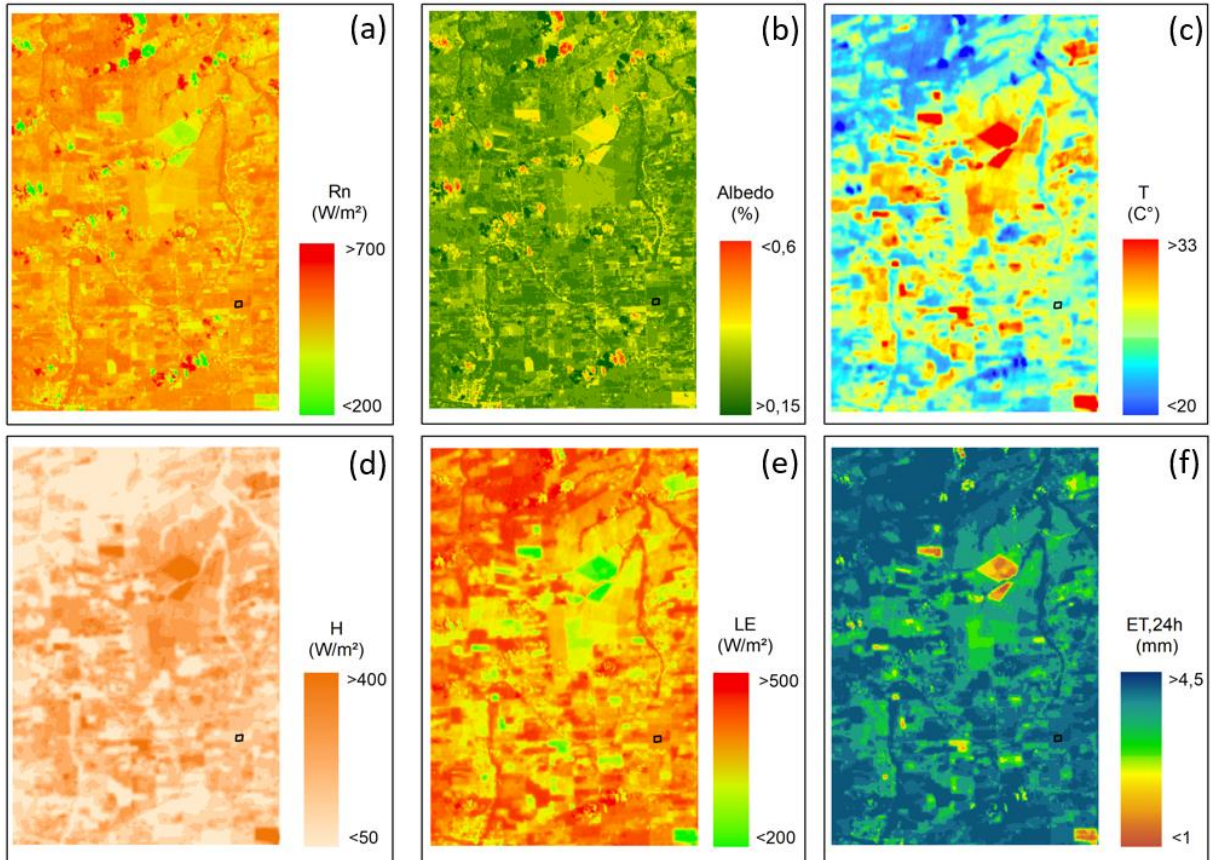 (a)
Rn
(W/m²)
>700
<200
(b)
Albedo
(%)
<0,6
>0,15
(c)
T
(C°)
>33
<20
(d)
H
(W/m²)
>400
<50
(e)
LE
(W/m²)
>500
<200
(f)
ET,24h
(mm)
>4,5
<1